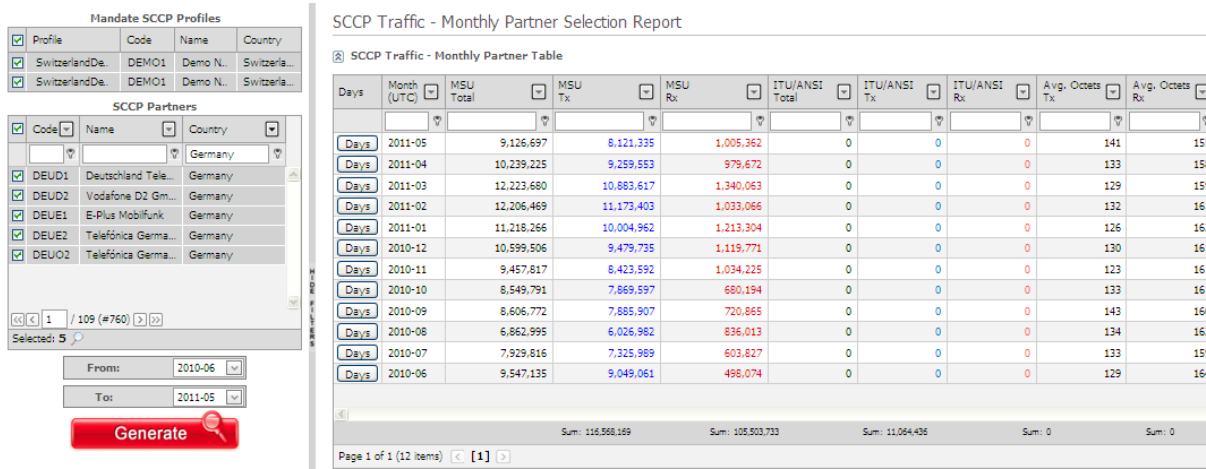 Mandate SCCP Profiles
Profile Code Name Country
SwitzerlandDe.. DEMO1 Demo N... Switzerla...
SwitzerlandDe.. DEMO1 Demo N... Switzerla...
SCCP Partners
Code Name Country
Germany
DEUD1 Deutschland Tele... Germany
DEUD2 Vodafone D2 Gm... Germany
DEUE1 E-Plus Mobilfunk Germany
DEUE2 Telefónica Germa... Germany
DEUO2 Telefónica Germa... Germany
1 / 109 (#760)
Selected: 5
From: 2010-06
To: 2011-05
Generate
HIDE FILTERS
SCCP Traffic - Monthly Partner Selection Report
SCCP Traffic - Monthly Partner Table
Days Month (UTC) MSU Total MSU Tx MSU Rx ITU/ANSI Total ITU/ANSI Tx ITU/ANSI Rx Avg. Octets Tx Avg. Octets Rx
Days 2011-05 9,126,697 8,121,335 1,005,362 0 0 0 141 15
Days 2011-04 10,239,225 9,259,553 979,672 0 0 0 133 158
Days 2011-03 12,223,680 10,883,617 1,340,063 0 0 0 129 159
Days 2011-02 12,206,469 11,173,403 1,033,066 0 0 0 132 16
Days 2011-01 11,218,266 10,004,962 1,213,304 0 0 0 126 16
Days 2010-12 10,599,506 9,479,735 1,119,771 0 0 0 130 16
Days 2010-11 9,457,817 8,423,592 1,034,225 0 0 0 123 16
Days 2010-10 8,549,791 7,869,597 680,194 0 0 0 133 16
Days 2010-09 8,606,772 7,885,907 720,865 0 0 0 143 160
Days 2010-08 6,862,995 6,026,982 836,013 0 0 0 134 16
Days 2010-07 7,929,816 7,325,989 603,827 0 0 0 133 159
Days 2010-06 9,547,135 9,049,061 498,074 0 0 0 129 164
Sum: 116,568,169 Sum: 105,503,733 Sum: 11,064,436 Sum: 0 Sum: 0
Page 1 of 1 (12 items) [1]